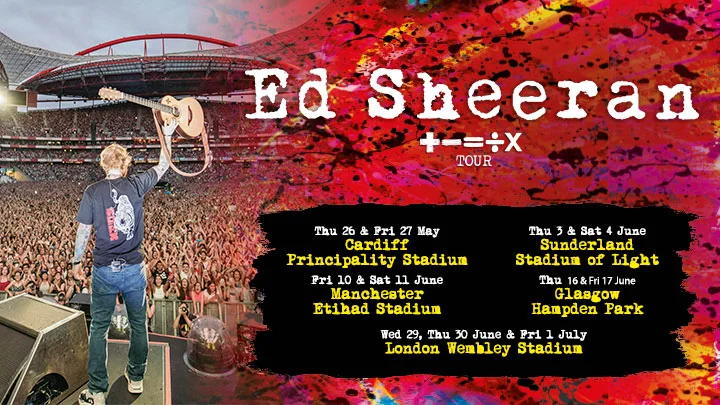 Ed Sheeran
+-=÷x
TOUR
Thu 26 & Fri 27 May
Cardiff
Principality Stadium
Thu 3 & Sat 4 June
Sunderland
Stadium of Light
Fri 10 & Sat 11 June
Manchester
Etihad Stadium
Thu 16 & Fri 17 June
Glasgow
Hampden Park
Wed 29, Thu 30 June & Fri 1 July
London Wembley Stadium